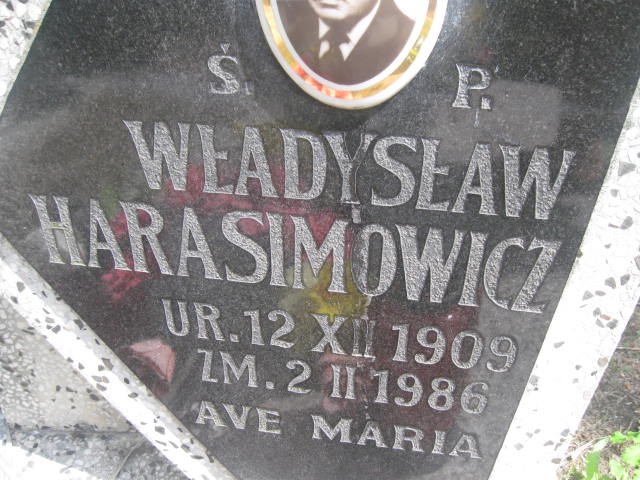 Ś. P.
WŁADYSŁAW
HARASIMOWICZ
UR. 12 XII 1909
ZM. 2 II 1986
AVE MARIA